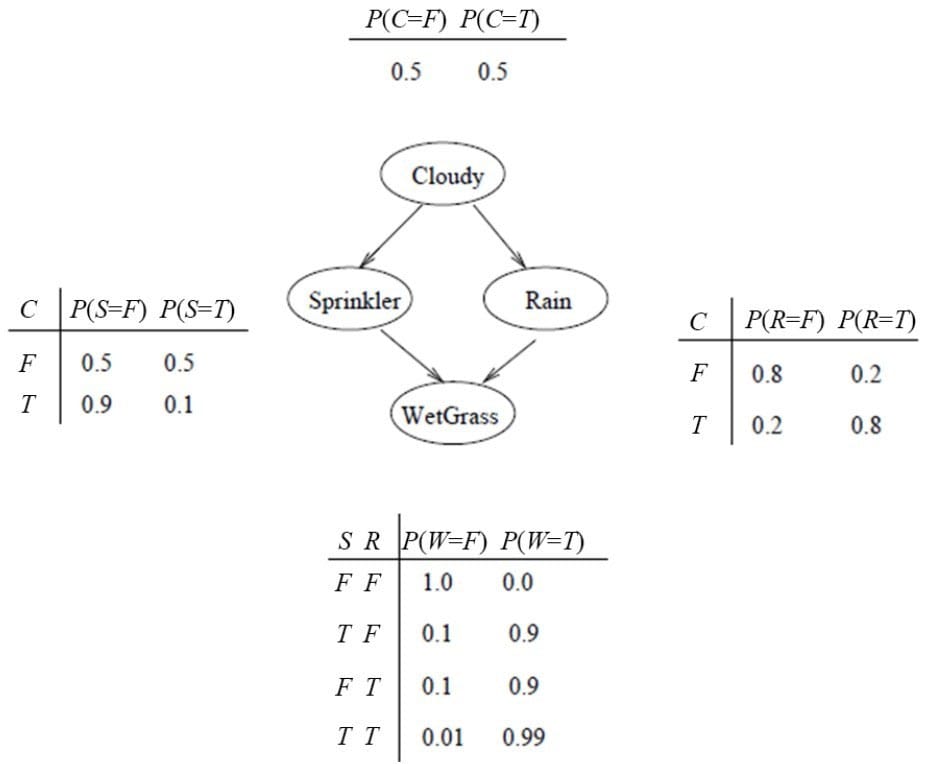 P(C=F) P(C=T)
0.5 0.5
Cloudy
Sprinkler Rain
C P(S=F) P(S=T)
F 0.5 0.5
T 0.9 0.1
C P(R=F) P(R=T)
F 0.8 0.2
T 0.2 0.8
WetGrass
S R P(W=F) P(W=T)
F F 1.0 0.0
T F 0.1 0.9
F T 0.1 0.9
T T 0.01 0.99